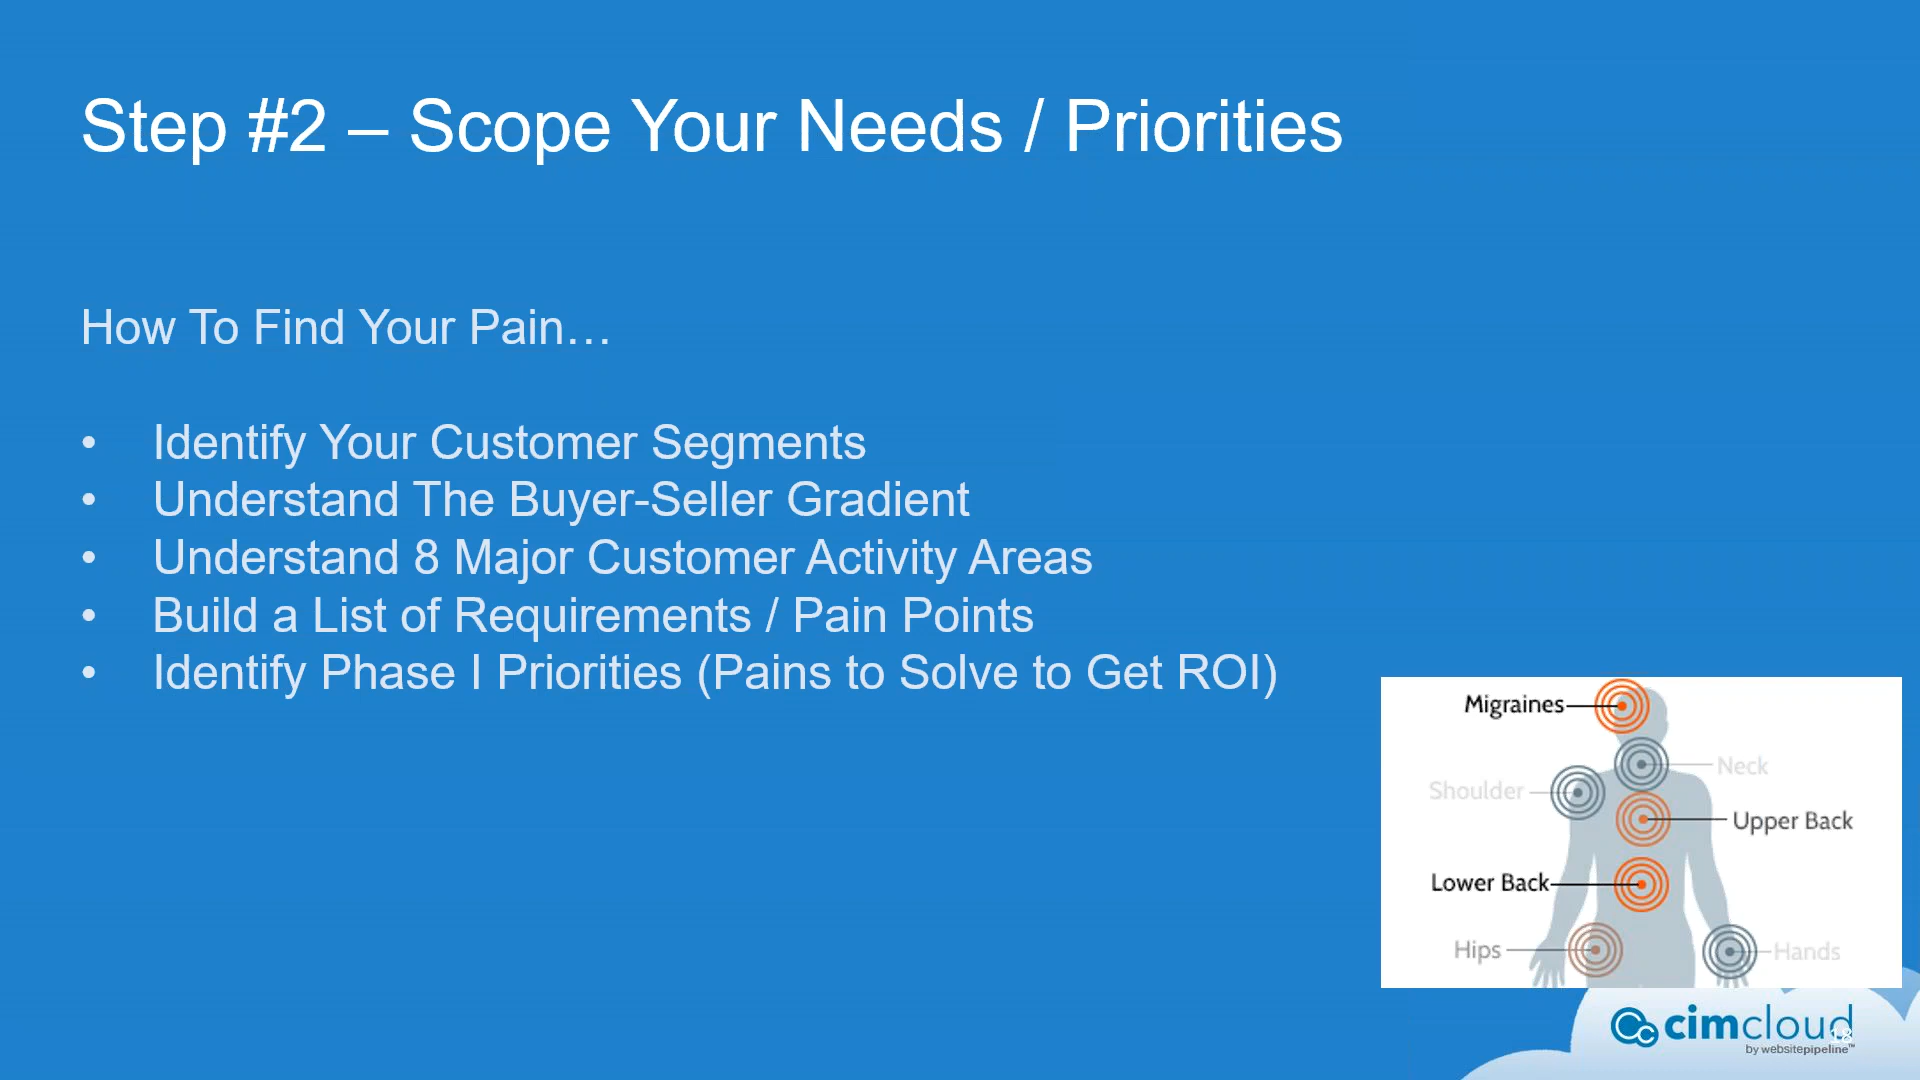 Step #2 – Scope Your Needs / Priorities
How To Find Your Pain…
• Identify Your Customer Segments
• Understand The Buyer-Seller Gradient
• Understand 8 Major Customer Activity Areas
• Build a List of Requirements / Pain Points
• Identify Phase I Priorities (Pains to Solve to Get ROI)
Migraines
Neck
Shoulder
Upper Back
Lower Back
Hips
Hands
cimcloud
18
by websitepipeline™